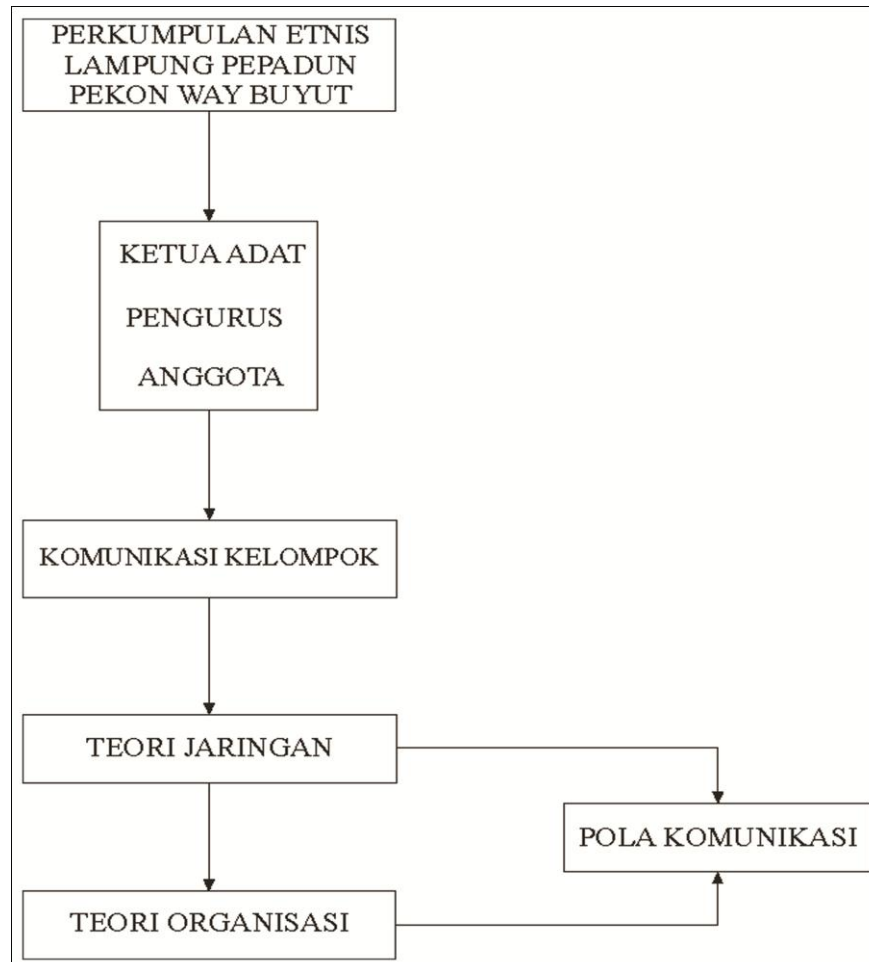 PERKUMPULAN ETNIS
LAMPUNG PEPADUN
PEKON WAY BUYUT
KETUA ADAT
PENGURUS
ANGGOTA
KOMUNIKASI KELOMPOK
TEORI JARINGAN
POLA KOMUNIKASI
TEORI ORGANISASI